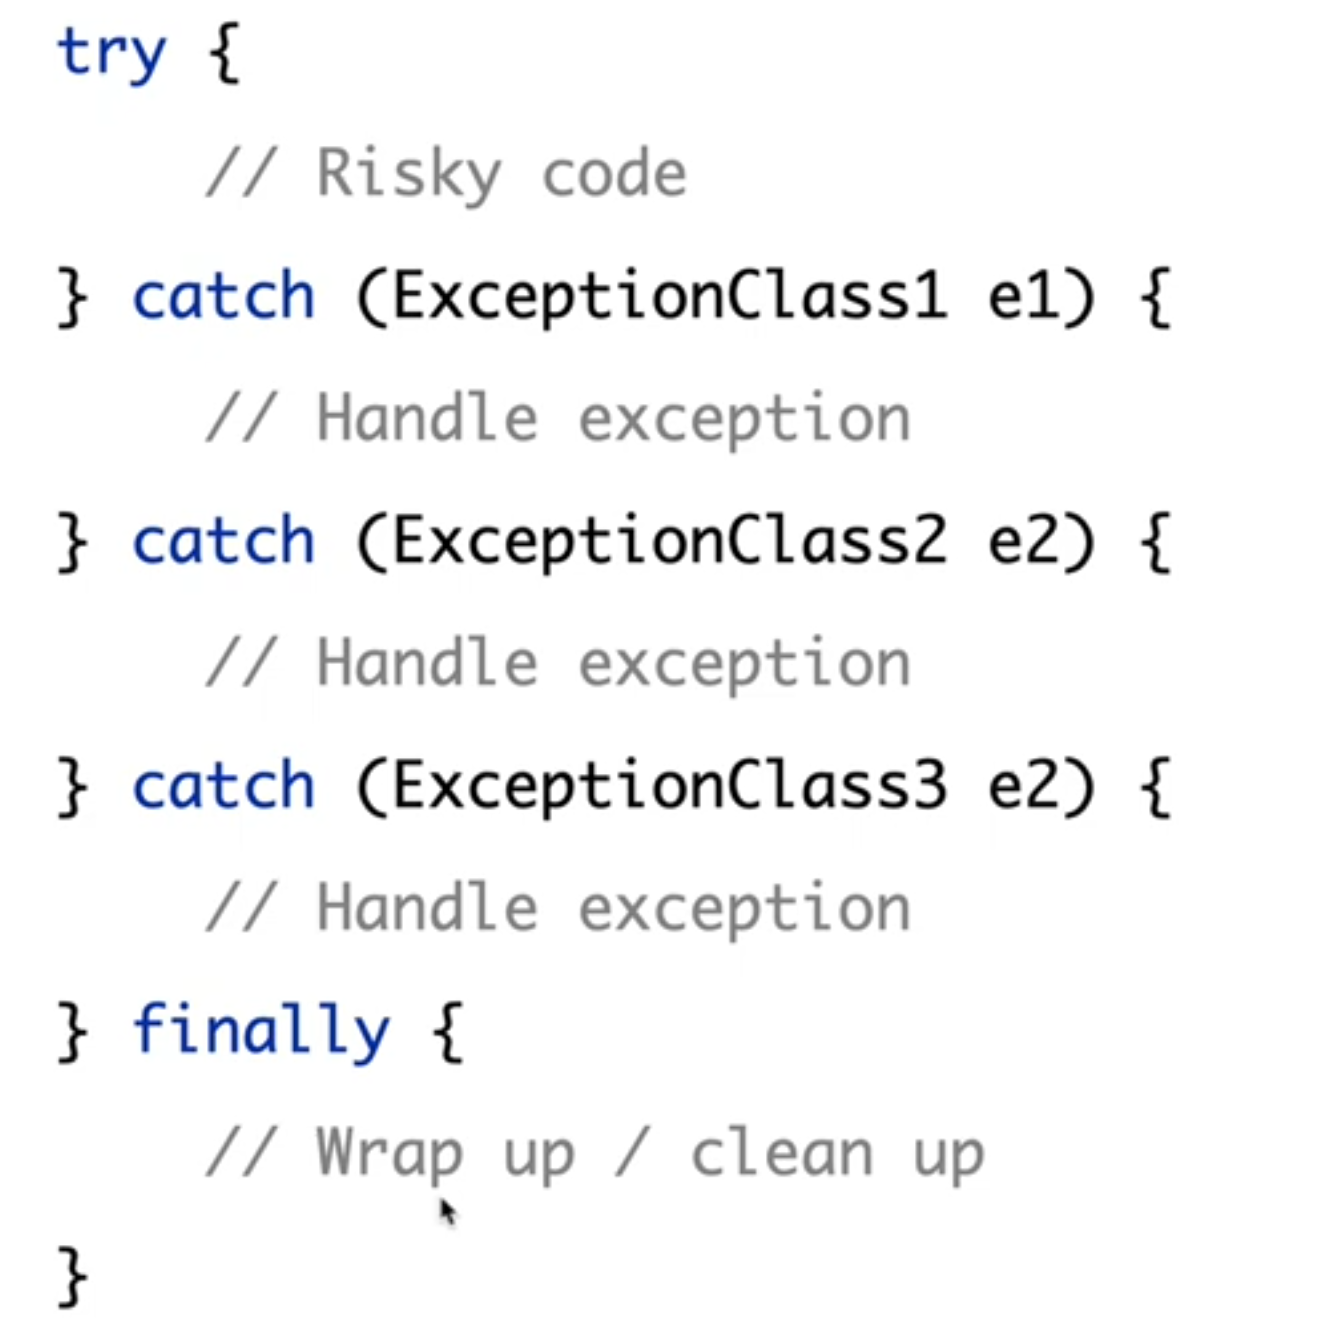 try {
// Risky code
} catch (ExceptionClass1 e1) {
// Handle exception
} catch (ExceptionClass2 e2) {
// Handle exception
} catch (ExceptionClass3 e2) {
// Handle exception
} finally {
// Wrap up / clean up
}